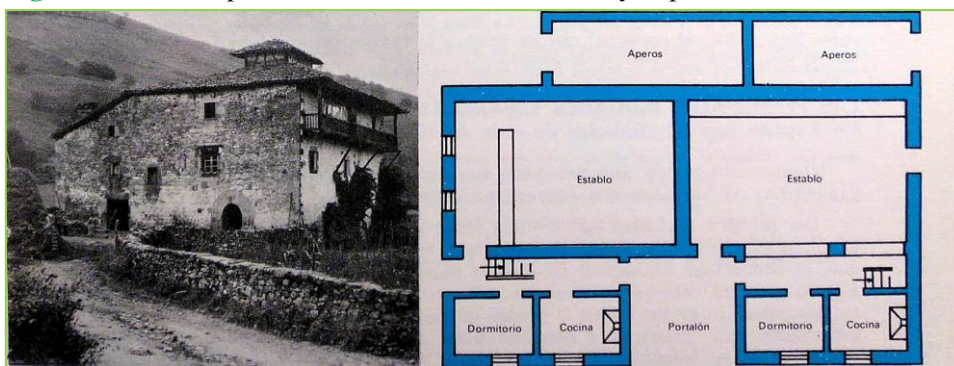 Aperos Aperos
Establo Establo
Dormitorio Cocina Portalón Dormitorio Cocina